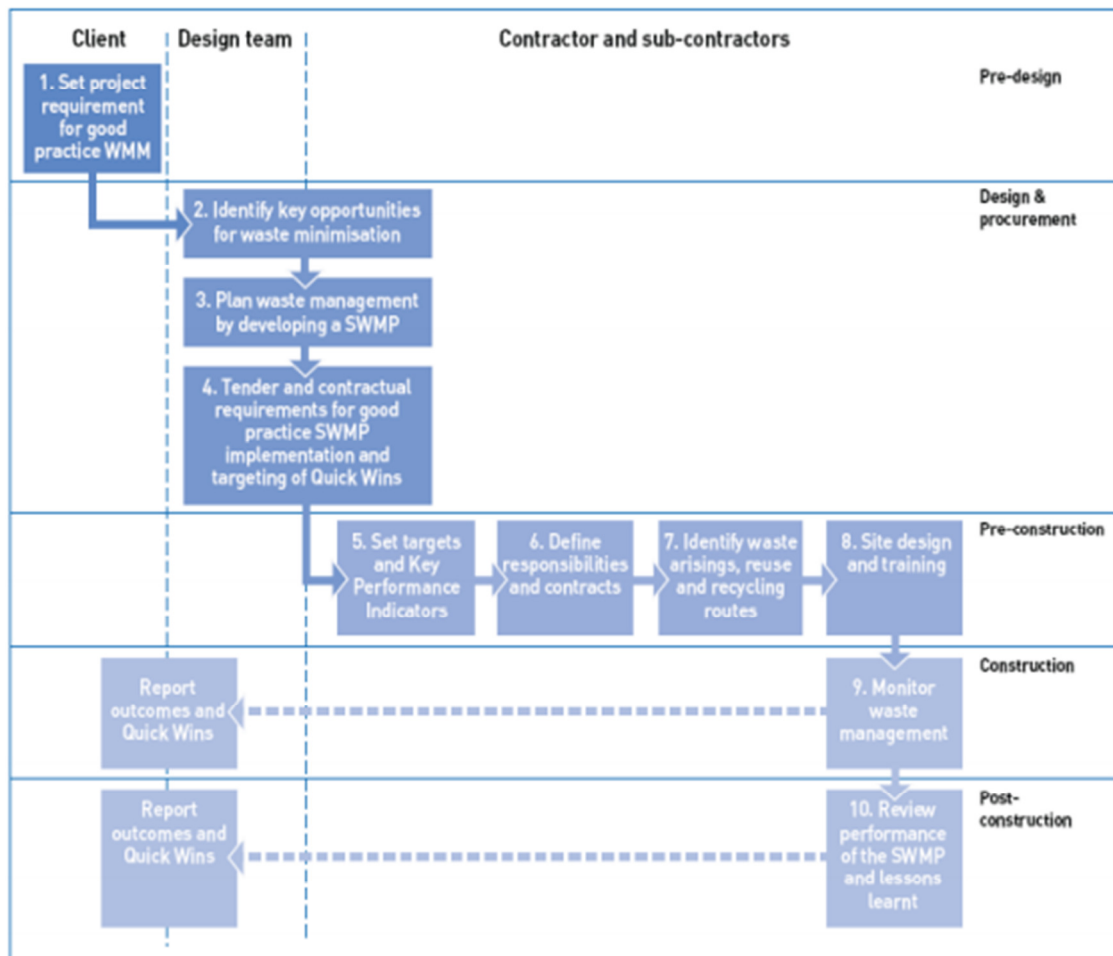 Client
Design team
Contractor and sub-contractors
Pre-design
1. Set project
requirement
for good
practice WMM
Design &
procurement
2. Identify key opportunities
for waste minimisation
3. Plan waste management
by developing a SWMP
4. Tender and contractual
requirements for good
practice SWMP
implementation and
targeting of Quick Wins
Pre-construction
5. Set targets
and Key
Performance
Indicators
6. Define
responsibilities
and contracts
7. Identify waste
arisings, reuse
and recycling
routes
8. Site design
and training
Construction
Report
outcomes and
Quick Wins
9. Monitor
waste
management
Post-
construction
Report
outcomes and
Quick Wins
10. Review
performance
of the SWMP
and lessons
learnt